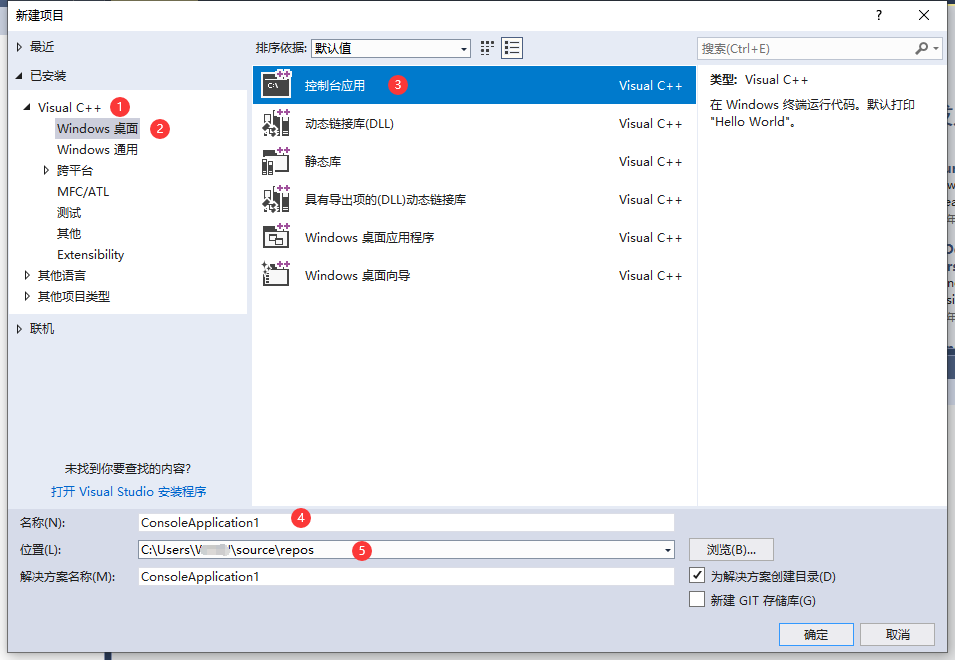 新建项目
?
最近
已安装
Visual C++ 1
Windows 桌面 2
Windows 通用
跨平台
MFC/ATL
测试
其他
Extensibility
其他语言
其他项目类型
联机
未找到你要查找的内容?
打开 Visual Studio 安装程序
排序依据: 默认值
控制台应用 3 Visual C++
动态链接库(DLL) Visual C++
静态库 Visual C++
具有导出项的(DLL)动态链接库 Visual C++
Windows 桌面应用程序 Visual C++
Windows 桌面向导 Visual C++
搜索(Ctrl+E)
类型: Visual C++
在 Windows 终端运行代码。默认打印
"Hello World"。
名称(N): ConsoleApplication1 4
位置(L): C:\Users\ \source\repos 5
浏览(B)...
解决方案名称(M): ConsoleApplication1
为解决方案创建目录(D)
新建 GIT 存储库(G)
确定 取消